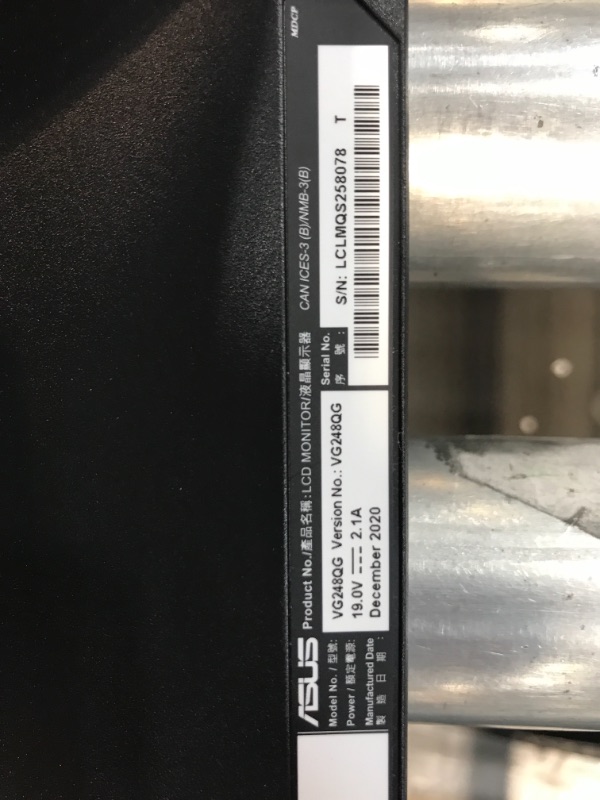 MDCP
ASUS Product No./產品名稱:LCD MONITOR/液晶顯示器 CAN ICES-3 (B)/NMB-3(B)
Model No. / 型號: VG248QG Version No.: VG248QG
Power / 額定電源: 19.0V 2.1A
Manufactured Date December 2020
製造日期:
Serial No. S/N: LCLMQS258078 T
序號: